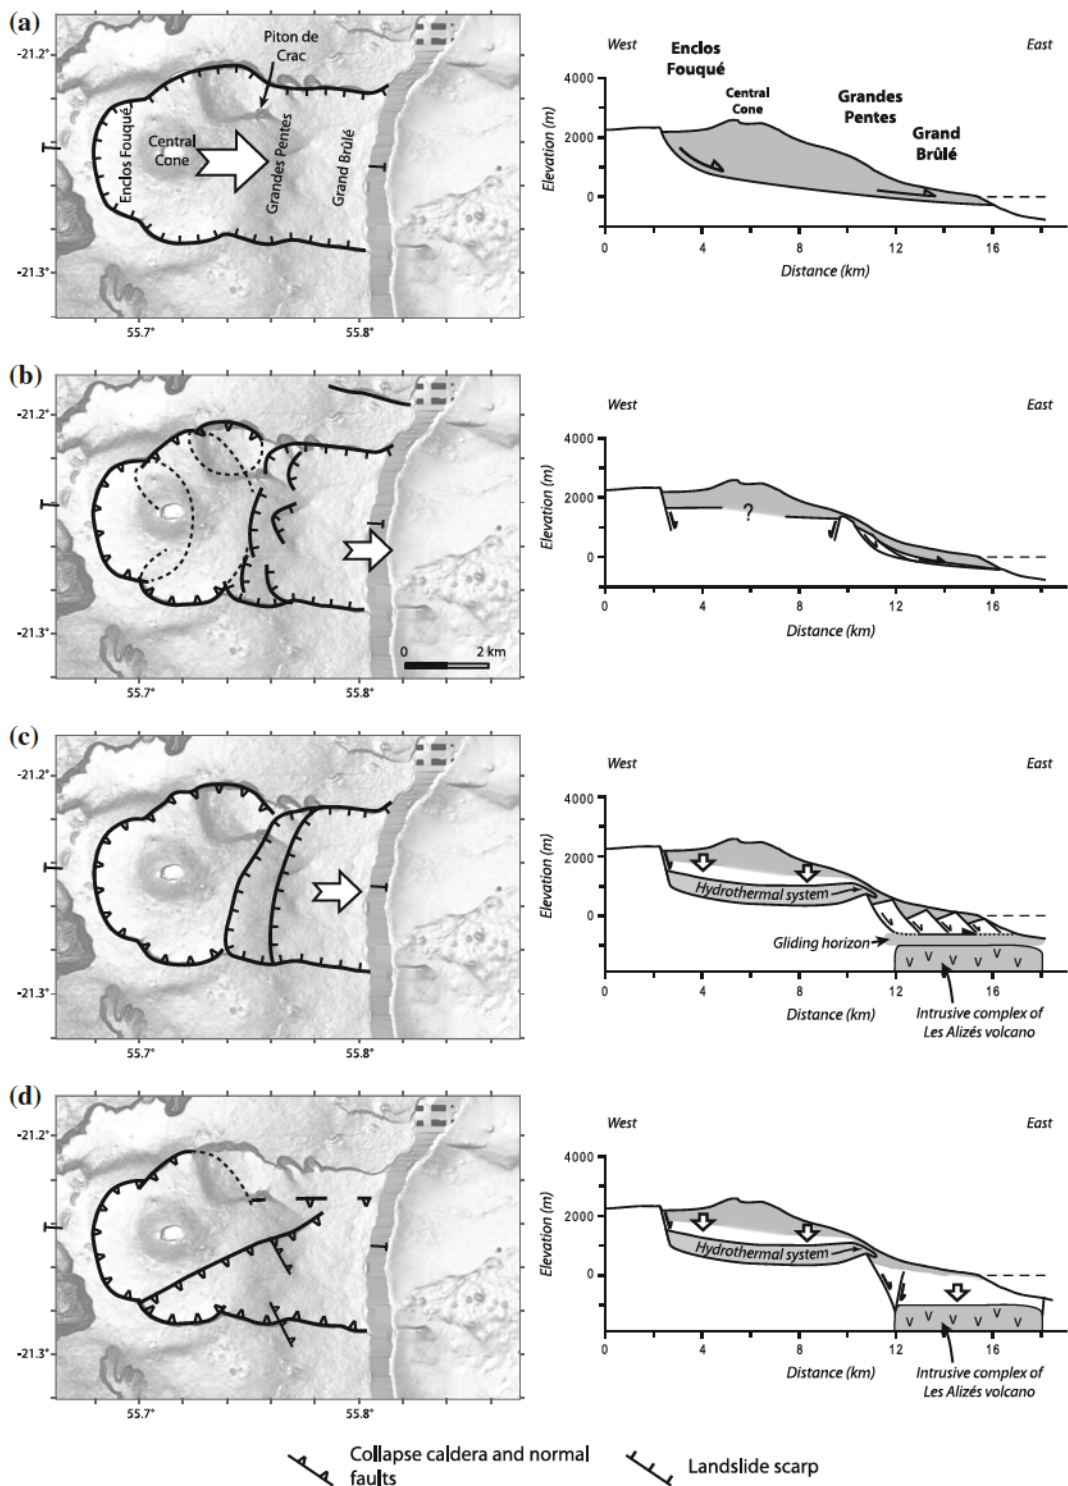 (a)
-21.2°
-21.3°
55.7°
55.8°
Piton de
Crac
Enclos Fouqué
Central
Cone
Grandes Pentes
Grand Brûlé
West
East
Enclos
Fouqué
Central
Cone
Grandes
Pentes
Grand
Brûlé
Elevation (m)
4000
2000
0
0
4
8
12
16
Distance (km)
(b)
-21.2°
-21.3°
55.7°
55.8°
0
2 km
West
East
Elevation (m)
4000
2000
0
?
0
4
8
12
16
Distance (km)
(c)
-21.2°
-21.3°
55.7°
55.8°
West
East
Elevation (m)
4000
2000
0
Hydrothermal system
Gliding horizon
v v v v v v
0
4
8
12
16
Distance (km)
Intrusive complex of
Les Alizés volcano
(d)
-21.2°
-21.3°
55.7°
55.8°
West
East
Elevation (m)
4000
2000
0
Hydrothermal system
v v v v v v
0
4
8
12
16
Distance (km)
Intrusive complex of
Les Alizés volcano
Collapse caldera and normal
faults
Landslide scarp